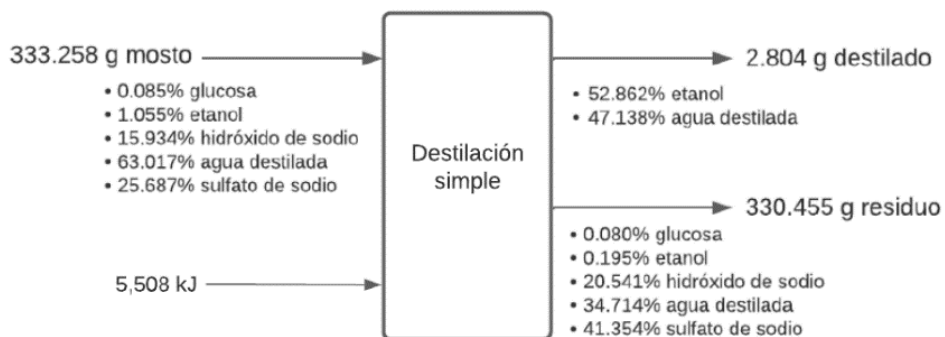 333.258 g mosto
• 0.085% glucosa
• 1.055% etanol
• 15.934% hidróxido de sodio
• 63.017% agua destilada
• 25.687% sulfato de sodio
5,508 kJ
Destilación
simple
2.804 g destilado
• 52.862% etanol
• 47.138% agua destilada
330.455 g residuo
• 0.080% glucosa
• 0.195% etanol
• 20.541% hidróxido de sodio
• 34.714% agua destilada
• 41.354% sulfato de sodio